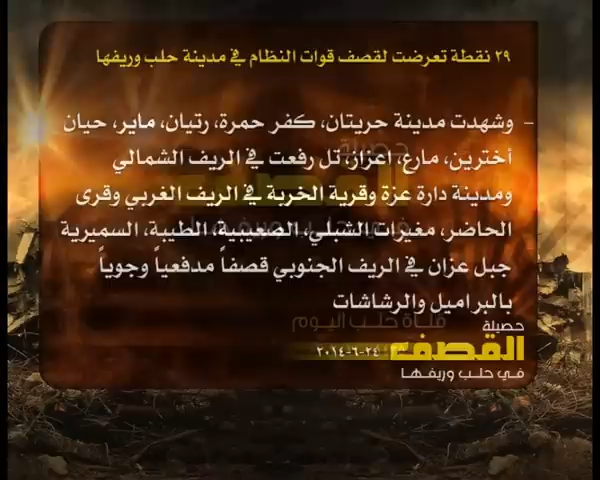 ٢٩ نقطة تعرضت لقصف قوات النظام في مدينة حلب وريفها
- وشهدت مدينة حريتان، كفر حمرة، رتيان، ماير، حيان
أخترين، مارع، اعزاز، تل رفعت في الريف الشمالي
ومدينة دارة عزة وقرية الخربة في الريف الغربي وقرى
الحاضر، مغيرات الشبلي، الصعيبية، الطيبة، السميرية
جبل عزان في الريف الجنوبي قصفاً مدفعياً وجوياً
بالبراميل والرشاشات
قناة حلب اليوم
حصيلة
القصف
٢٤-٦-٢٠١٤
في حلب وريفها